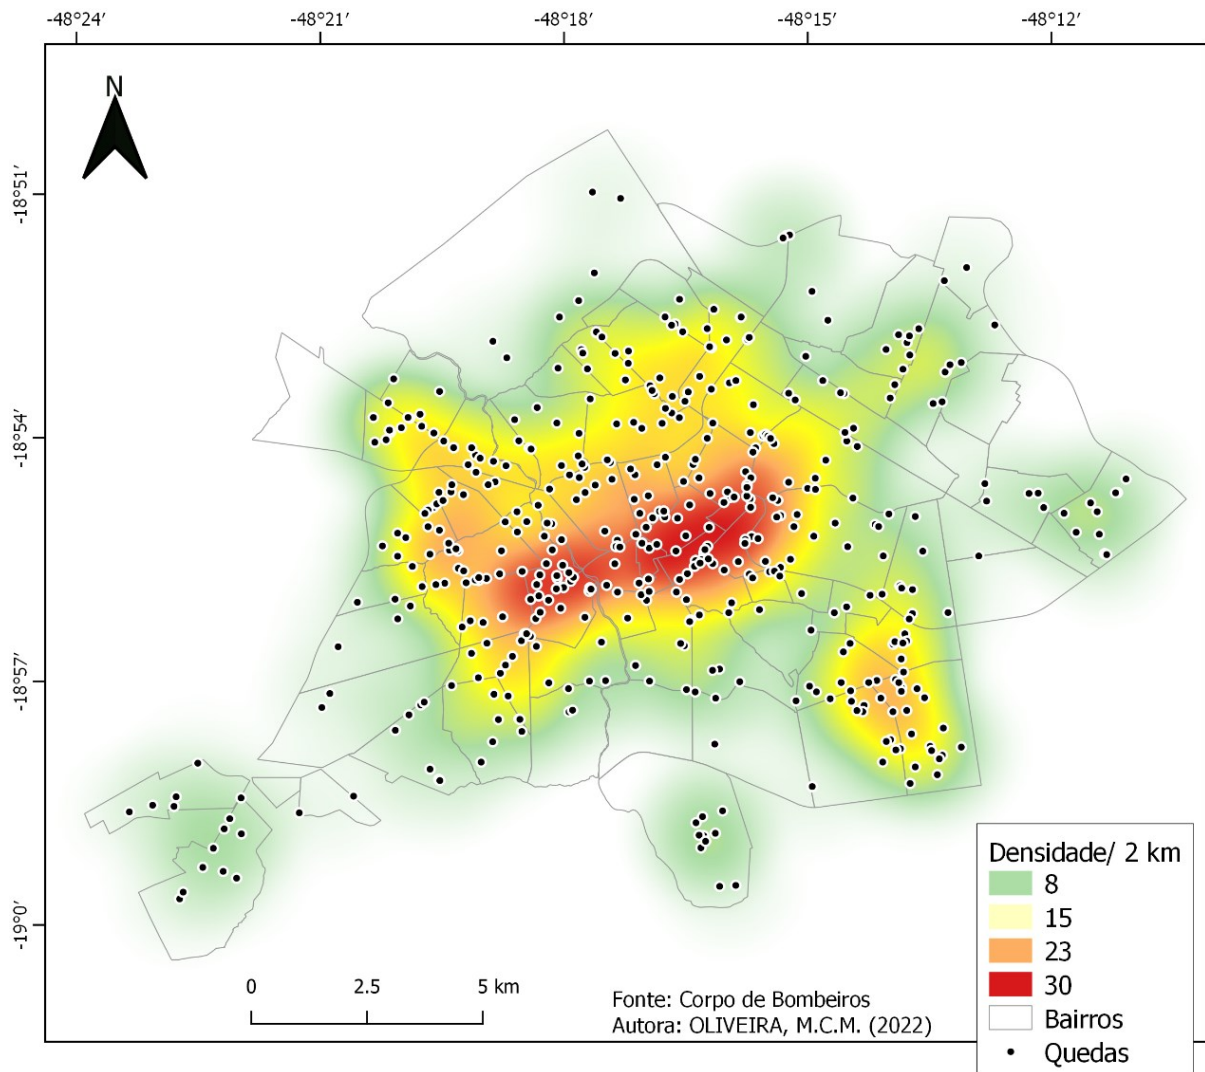 -48°24′ -48°21′ -48°18′ -48°15′ -48°12′
N
-18°51′
-18°54′
-18°57′
-19°0′
Densidade/ 2 km
8
15
23
30
Bairros
Quedas
0 2.5 5 km
Fonte: Corpo de Bombeiros
Autora: OLIVEIRA, M.C.M. (2022)